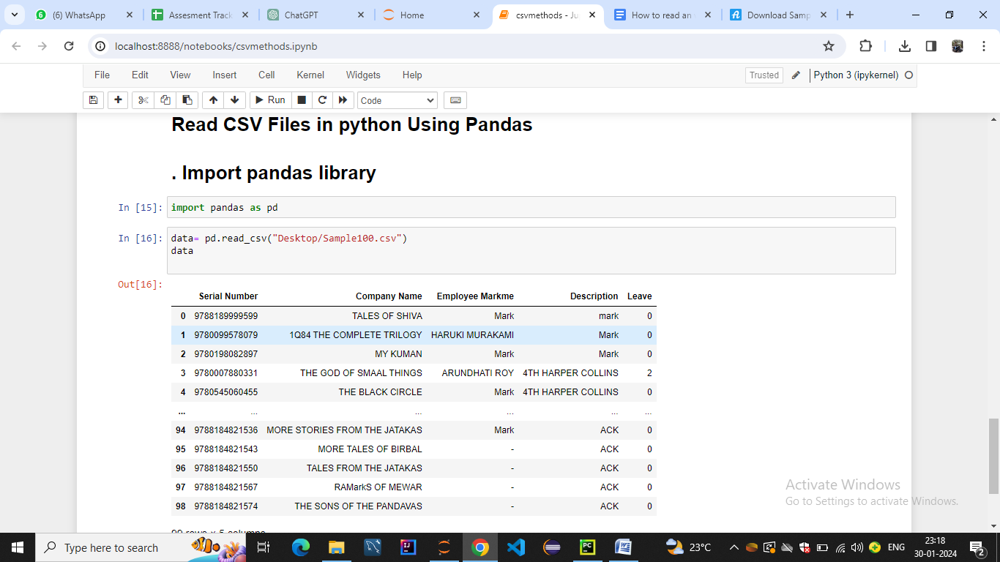 (6) WhatsApp
Assesment Track
ChatGPT
Home
csvmethods - Ju
How to read an
Download Samp
localhost:8888/notebooks/csvmethods.ipynb
File Edit View Insert Cell Kernel Widgets Help
Trusted
Python 3 (ipykernel)
Run
Code
Read CSV Files in python Using Pandas
. Import pandas library
In [15]: import pandas as pd
In [16]: data= pd.read_csv("Desktop/Sample100.csv")
data
Out[16]:
Serial Number Company Name Employee Markme Description Leave
0 9788189999599 TALES OF SHIVA Mark mark 0
1 9780099578079 1Q84 THE COMPLETE TRILOGY HARUKI MURAKAMI Mark 0
2 9780198082897 MY KUMAN Mark Mark 0
3 9780007880331 THE GOD OF SMAAL THINGS ARUNDHATI ROY 4TH HARPER COLLINS 2
4 9780545060455 THE BLACK CIRCLE Mark 4TH HARPER COLLINS 0
... ... ... ... ... ...
94 9788184821536 MORE STORIES FROM THE JATAKAS Mark ACK 0
95 9788184821543 MORE TALES OF BIRBAL - ACK 0
96 9788184821550 TALES FROM THE JATAKAS - ACK 0
97 9788184821567 RAMarkS OF MEWAR - ACK 0
98 9788184821574 THE SONS OF THE PANDAVAS - ACK 0
99 rows × 5 columns
Activate Windows
Go to Settings to activate Windows.
Type here to search
23°C
ENG
23:18
30-01-2024
2